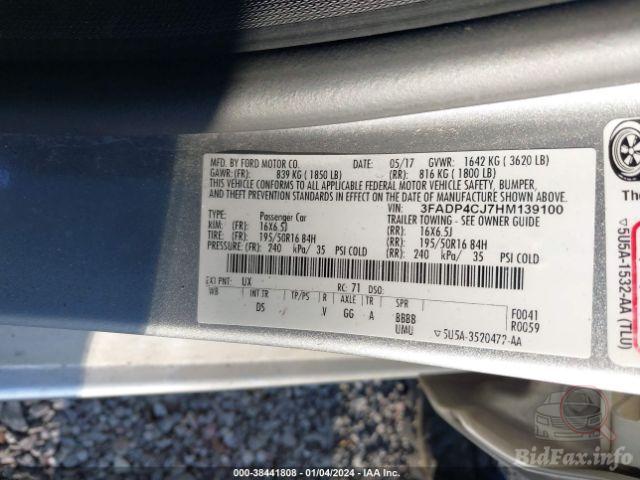 MFD. BY FORD MOTOR CO. DATE: 05/17 GVWR: 1642 KG ( 3620 LB)
GAWR: (FR): 839 KG ( 1850 LB) (RR): 816 KG ( 1800 LB)
THIS VEHICLE CONFORMS TO ALL APPLICABLE FEDERAL MOTOR VEHICLE SAFETY, BUMPER,
AND THEFT PREVENTION STANDARDS IN EFFECT ON THE DATE OF MANUFACTURE SHOWN ABOVE.
VIN: 3FADP4CJ7HM139100
TYPE: Passenger Car TRAILER TOWING - SEE OWNER GUIDE
RIM: (FR): 16X6.5J (RR): 16X6.5J
TIRE: (FR): 195/50R16 84H (RR): 195/50R16 84H
PRESSURE: (FR): 240 kPa/ 35 PSI COLD (RR): 240 kPa/ 35 PSI COLD
EXT PNT: UX RC: 71 DSO:
WB INT TR TP/PS R AXLE TR SPR F0041
DS V GG A BBBB R0059
UMU ▽5U5A-3520472-AA
The
▽5U5A-1532-AA (TLU)
BidFax.info
000 - 38441808 - 01/04/2024 - IAA Inc.